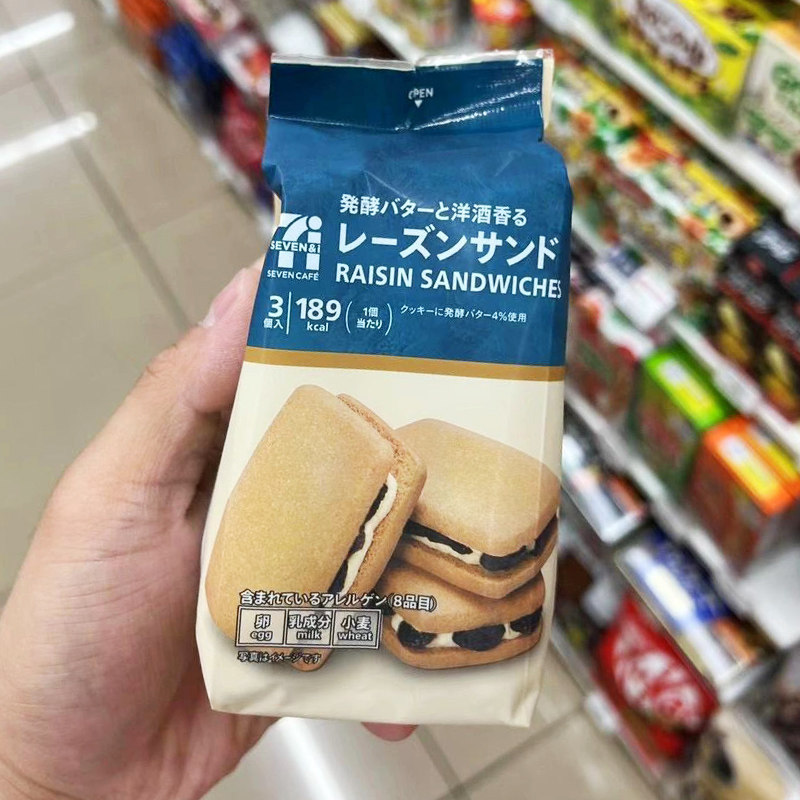 OPEN
発酵バターと洋酒香る
レーズンサンド
RAISIN SANDWICHES
SEVEN&i
SEVEN CAFÉ
3個入
189 kcal
(1個当たり)
クッキーに発酵バター4%使用
含まれているアレルゲン(8品目)
卵 乳成分 小麦
egg milk wheat
写真はイメージです